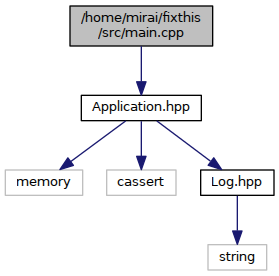 /home/mirai/fixthis
/src/main.cpp
Application.hpp
memory
cassert
Log.hpp
string